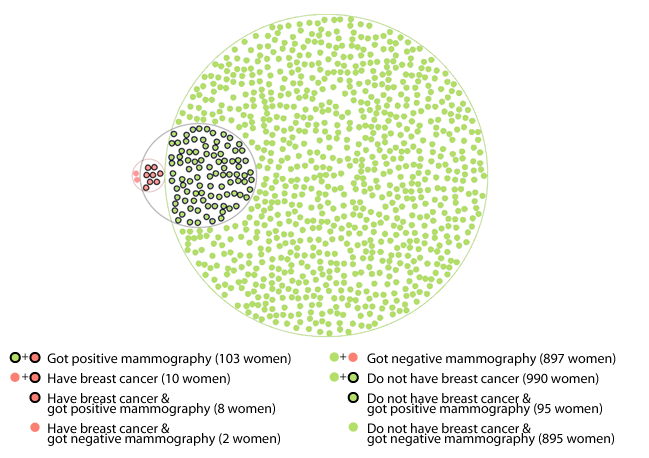 + Got positive mammography (103 women)
+ Have breast cancer (10 women)
Have breast cancer &
got positive mammography (8 women)
Have breast cancer &
got negative mammography (2 women)
+ Got negative mammography (897 women)
+ Do not have breast cancer (990 women)
Do not have breast cancer &
got positive mammography (95 women)
Do not have breast cancer &
got negative mammography (895 women)